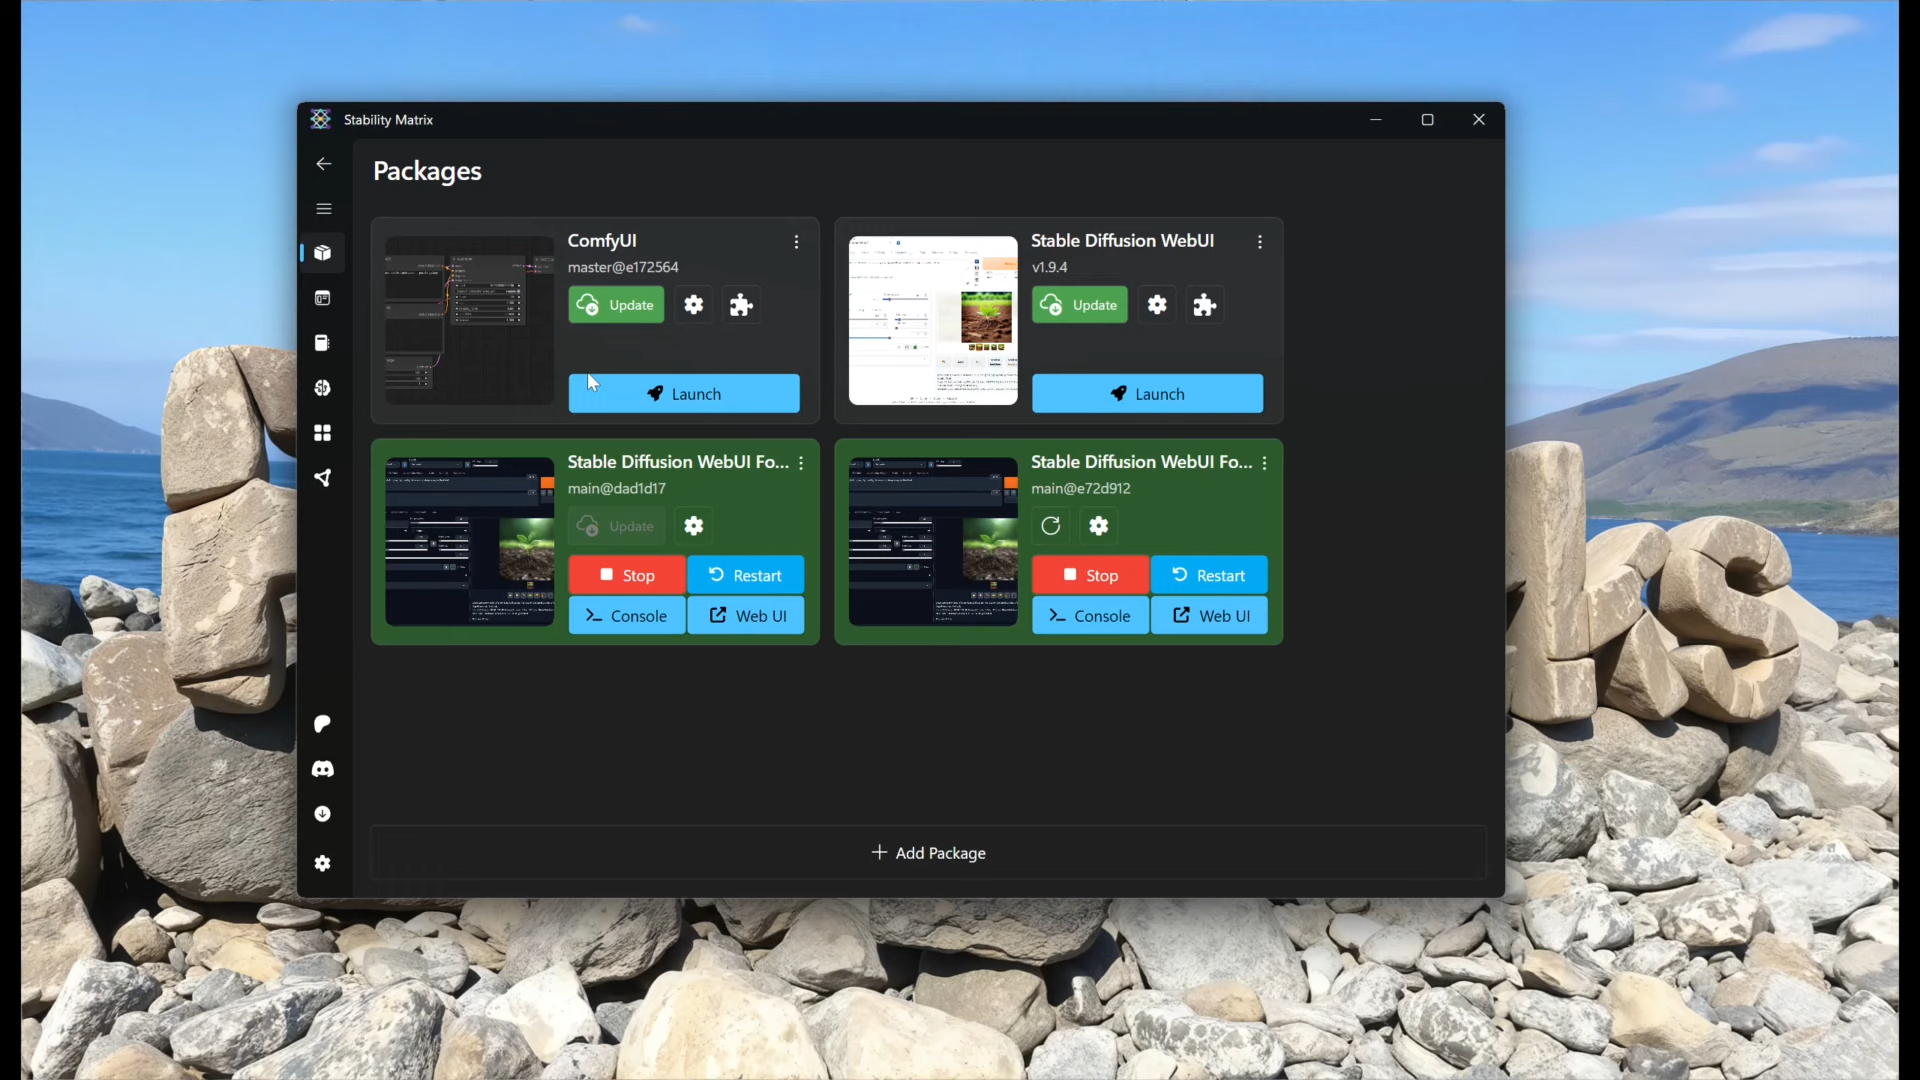 Stability Matrix
Packages
ComfyUI
master@e172564
Update
Launch
Stable Diffusion WebUI
v1.9.4
Update
Launch
Stable Diffusion WebUI Fo...
main@dad1d17
Update
Stop
Restart
Console
Web UI
Stable Diffusion WebUI Fo...
main@e72d912
Stop
Restart
Console
Web UI
Add Package